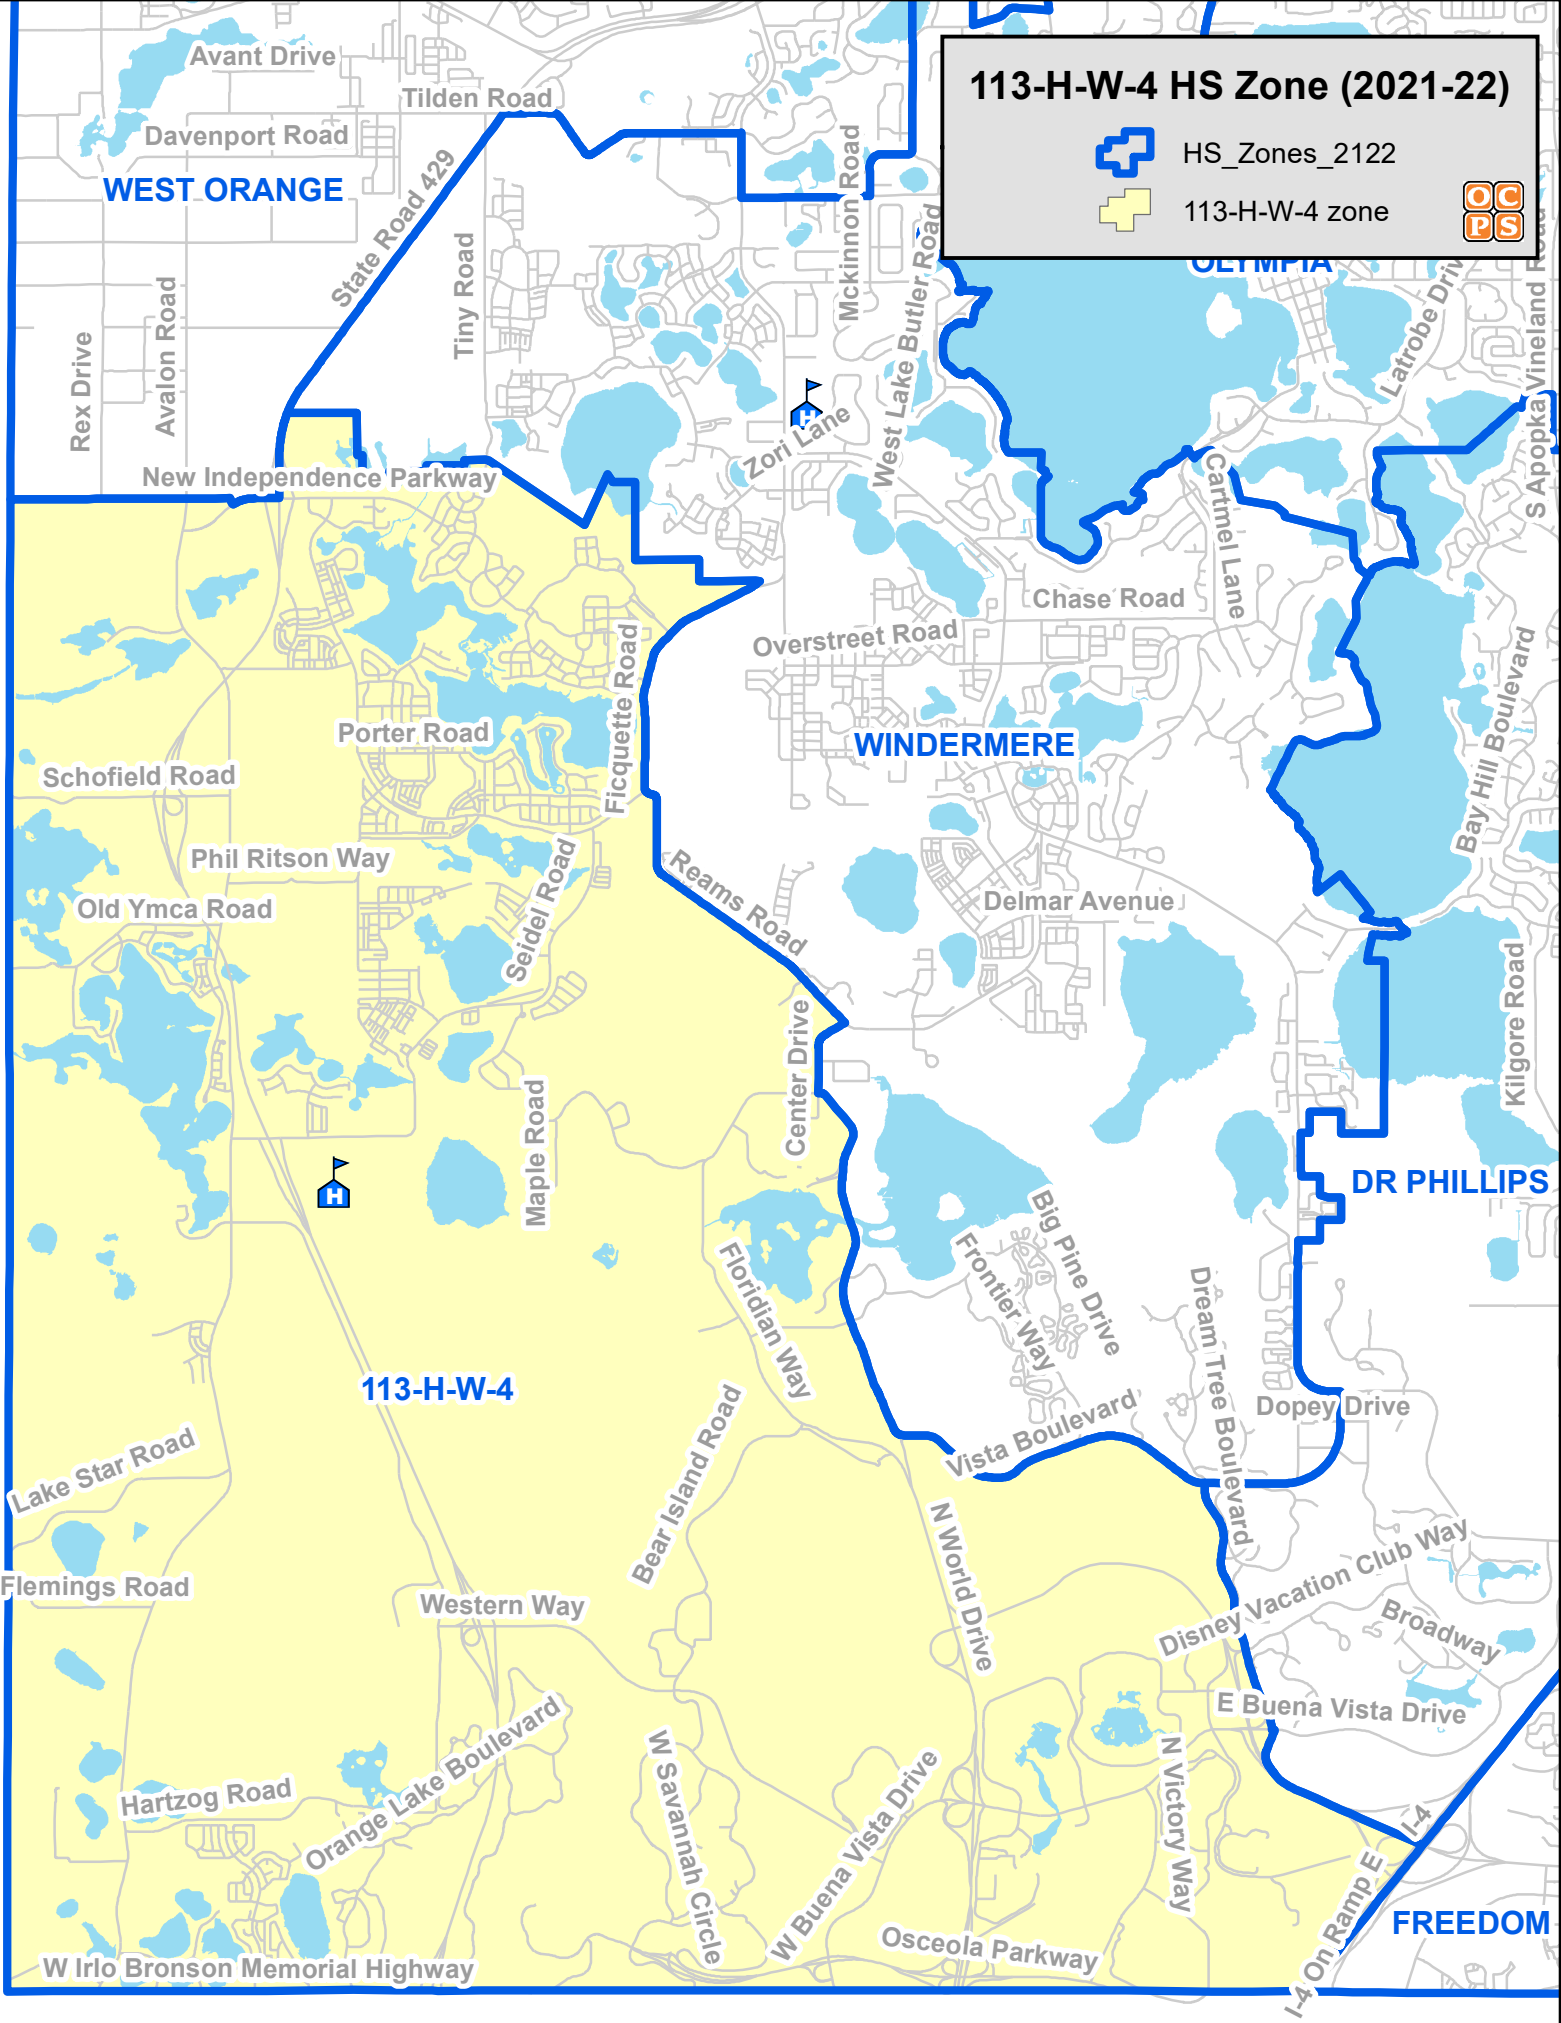 113-H-W-4 HS Zone (2021-22)
HS_Zones_2122
113-H-W-4 zone
OC
PS
Avant Drive
Tilden Road
Davenport Road
WEST ORANGE
State Road 429
Mckinnon Road
OLYMPIA
Tiny Road
West Lake Butler Road
Latrobe Drive
S Apopka Vineland Road
Rex Drive
Avalon Road
H
Zori Lane
New Independence Parkway
Cartmel Lane
Chase Road
Overstreet Road
Ficquette Road
Porter Road
WINDERMERE
Bay Hill Boulevard
Schofield Road
Phil Ritson Way
Reams Road
Old Ymca Road
Seidel Road
Delmar Avenue
Center Drive
Kilgore Road
Maple Road
H
DR PHILLIPS
Big Pine Drive
Frontier Way
Floridian Way
Dream Tree Boulevard
113-H-W-4
Dopey Drive
Vista Boulevard
Bear Island Road
Lake Star Road
N World Drive
Disney Vacation Club Way
Flemings Road
Western Way
Broadway
E Buena Vista Drive
Orange Lake Boulevard
W Savannah Circle
W Buena Vista Drive
N Victory Way
Hartzog Road
I-4
I-4 On Ramp E
FREEDOM
Osceola Parkway
W Irlo Bronson Memorial Highway